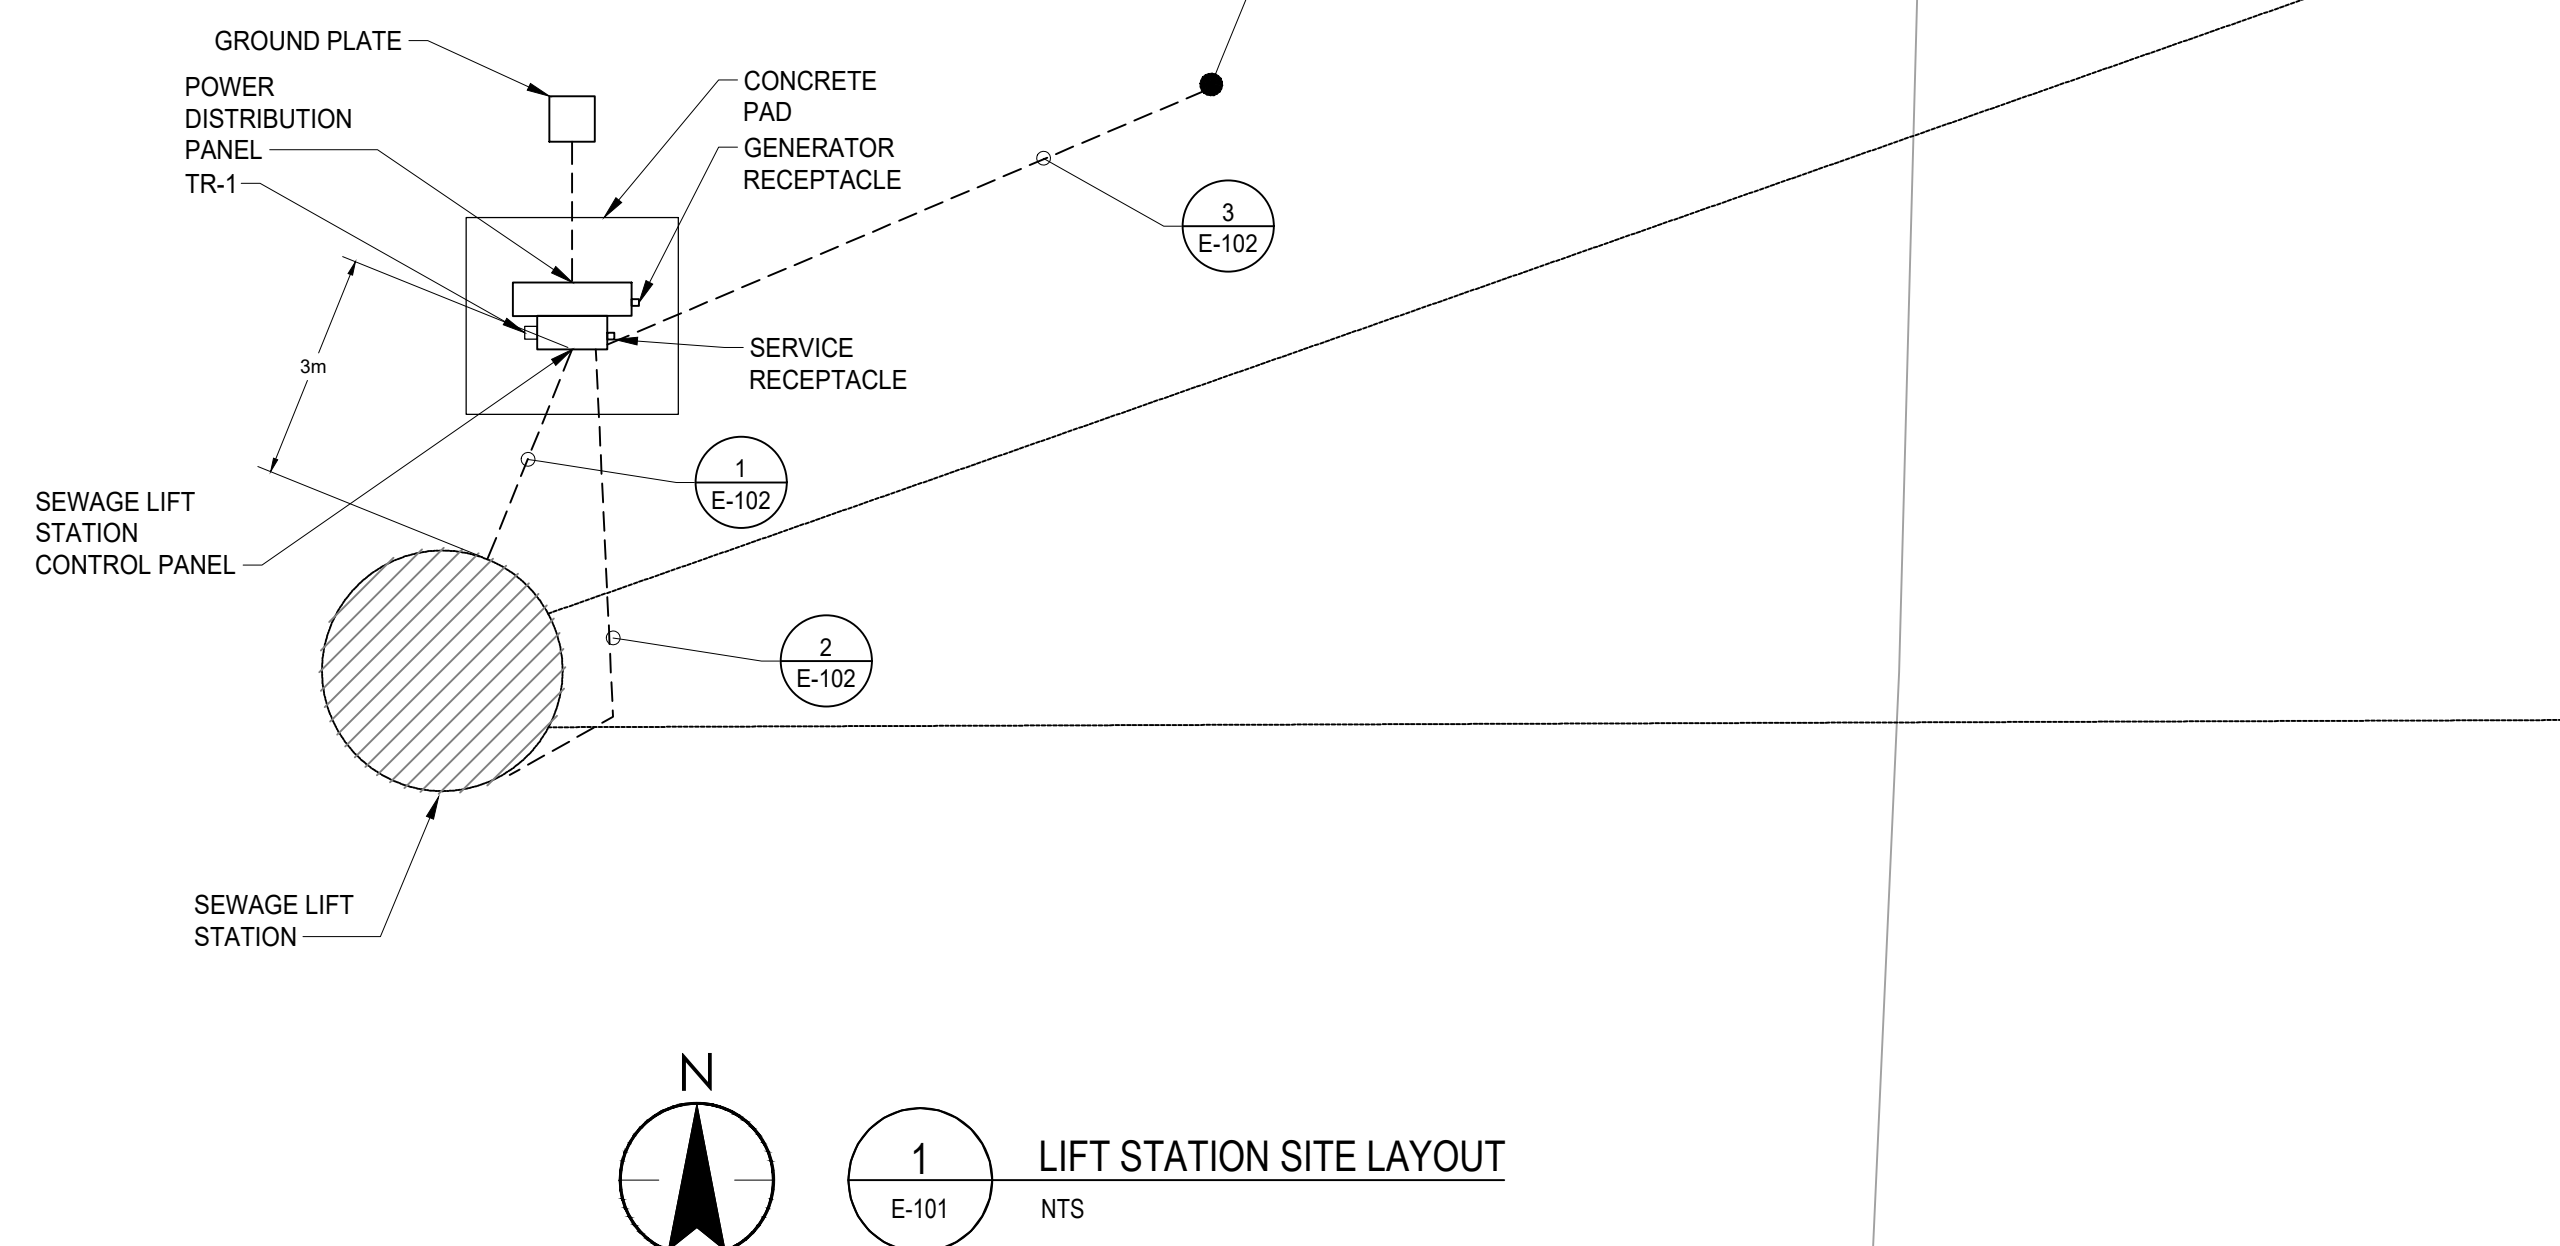 GROUND PLATE
POWER
DISTRIBUTION
PANEL
TR-1
CONCRETE
PAD
GENERATOR
RECEPTACLE
3
E-102
SERVICE
RECEPTACLE
3m
1
E-102
SEWAGE LIFT
STATION
CONTROL PANEL
2
E-102
SEWAGE LIFT
STATION
N
1
E-101
LIFT STATION SITE LAYOUT
NTS